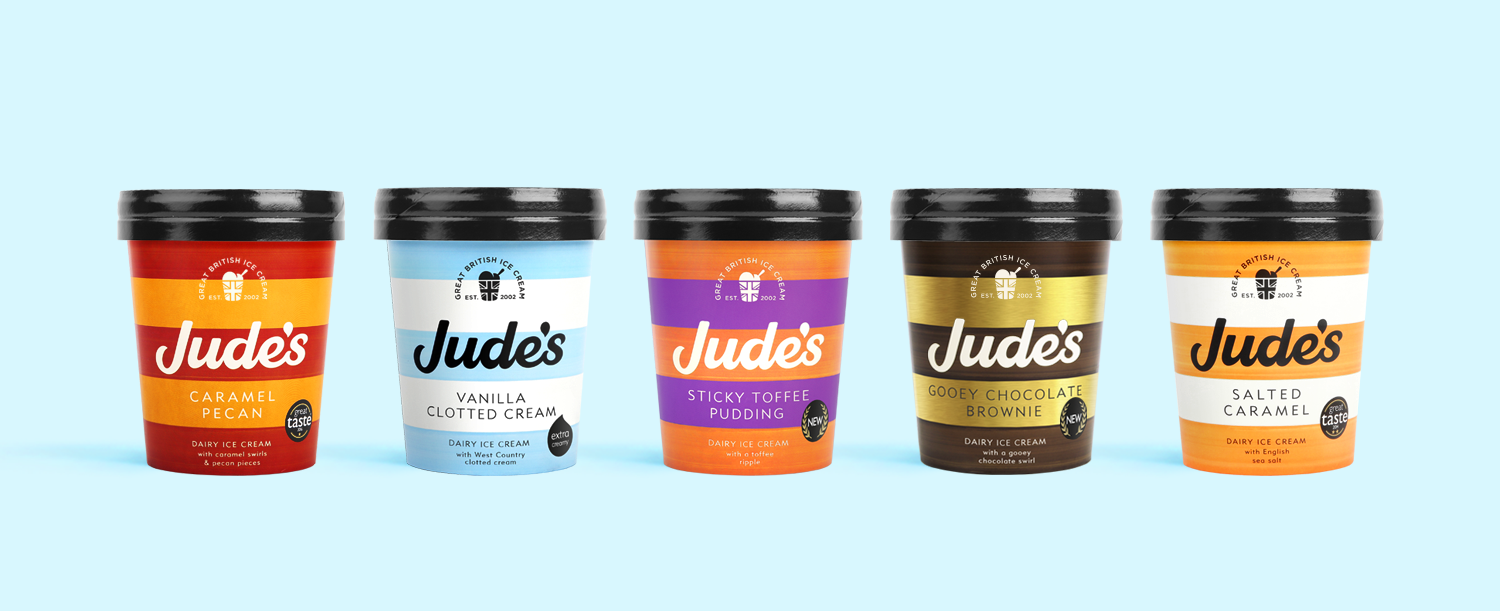 GREAT BRITISH ICE CREAM
EST. 2002
Jude's
CARAMEL
PECAN
great
taste
DAIRY ICE CREAM
with caramel swirls
& pecan pieces
GREAT BRITISH ICE CREAM
EST. 2002
Jude's
VANILLA
CLOTTED CREAM
extra
creamy
DAIRY ICE CREAM
with West Country
clotted cream
GREAT BRITISH ICE CREAM
EST. 2002
Jude's
STICKY TOFFEE
PUDDING
NEW
DAIRY ICE CREAM
with a toffee
ripple
GREAT BRITISH ICE CREAM
EST. 2002
Jude's
GOOEY CHOCOLATE
BROWNIE
NEW
DAIRY ICE CREAM
with a gooey
chocolate swirl
GREAT BRITISH ICE CREAM
EST. 2002
Jude's
SALTED
CARAMEL
great
taste
DAIRY ICE CREAM
with English
sea salt